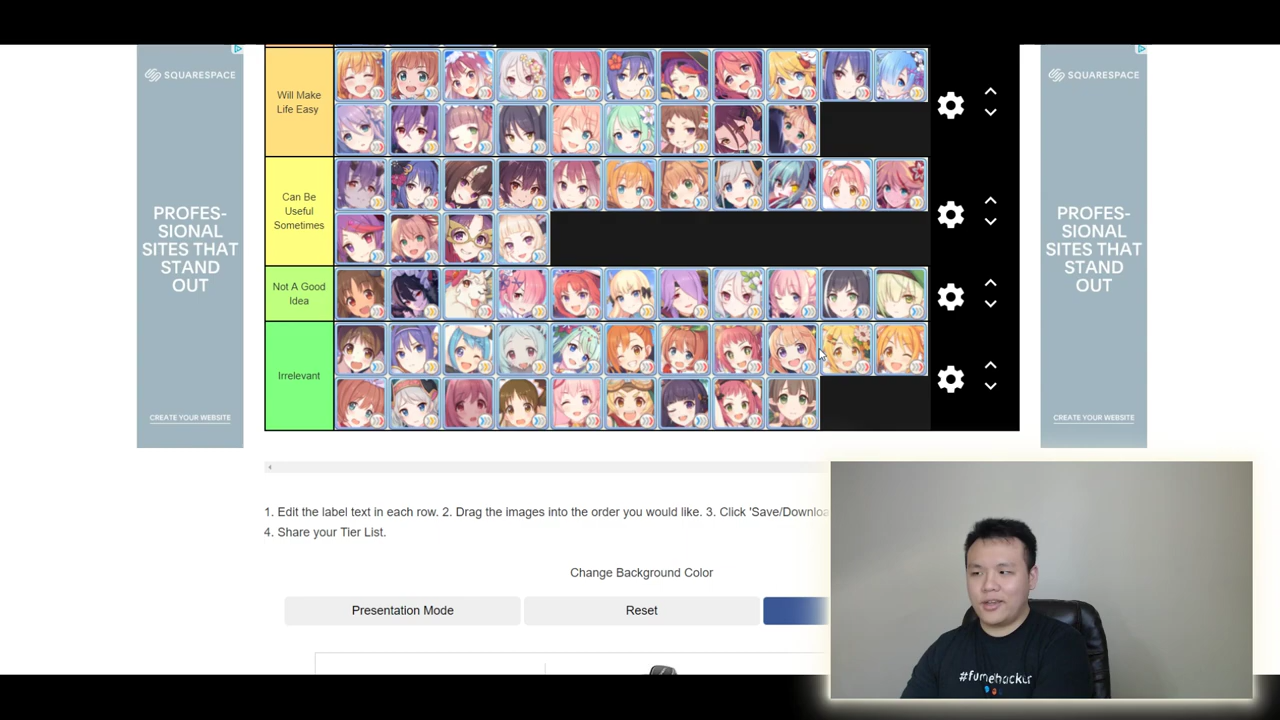 SQUARESPACE
PROFES-
SIONAL
SITES THAT
STAND
OUT
CREATE YOUR WEBSITE
Will Make
Life Easy
Can Be
Useful
Sometimes
Not A Good
Idea
Irrelevant
SQUARESPACE
PROFES-
SIONAL
SITES THAT
STAND
OUT
CREATE YOUR WEBSITE
1. Edit the label text in each row. 2. Drag the images into the order you would like. 3. Click 'Save/Downloa
4. Share your Tier List.
Change Background Color
Presentation Mode
Reset